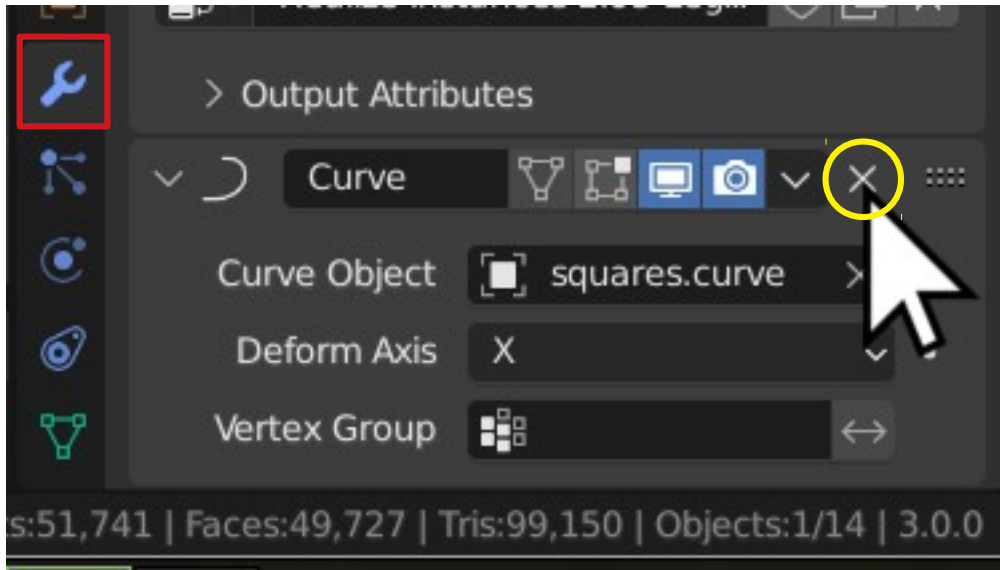 Output Attributes
Curve
Curve Object squares.curve
Deform Axis X
Vertex Group
s:51,741 | Faces:49,727 | Tris:99,150 | Objects:1/14 | 3.0.0